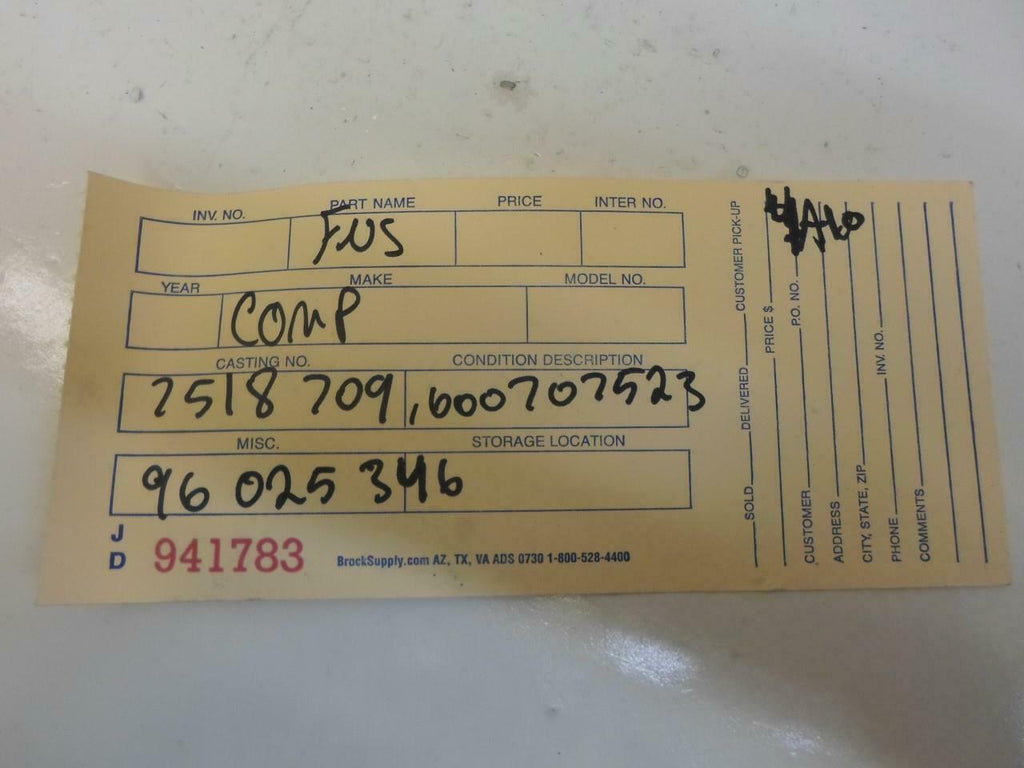 INV. NO. PART NAME PRICE INTER NO.
FUS
YEAR MAKE MODEL NO.
COMP
CASTING NO. CONDITION DESCRIPTION
7518 709, 600707523
MISC. STORAGE LOCATION
96 025 346
J
D
941783 BrockSupply.com AZ, TX, VA ADS 0730 1-800-528-4400
SOLD DELIVERED CUSTOMER PICK-UP
PRICE $
CUSTOMER P.O. NO.
ADDRESS
CITY, STATE, ZIP
PHONE INV. NO.
COMMENTS